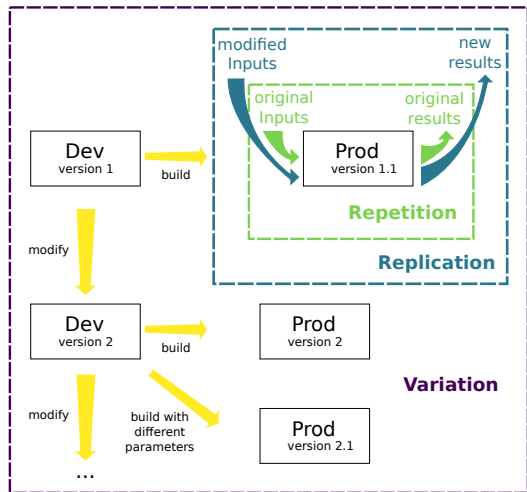 modified
Inputs
new
results
original
Inputs
original
results
Dev
version 1
build
Prod
version 1.1
Repetition
modify
Replication
Dev
version 2
build
Prod
version 2
Variation
modify
build with
different
parameters
Prod
version 2.1
...